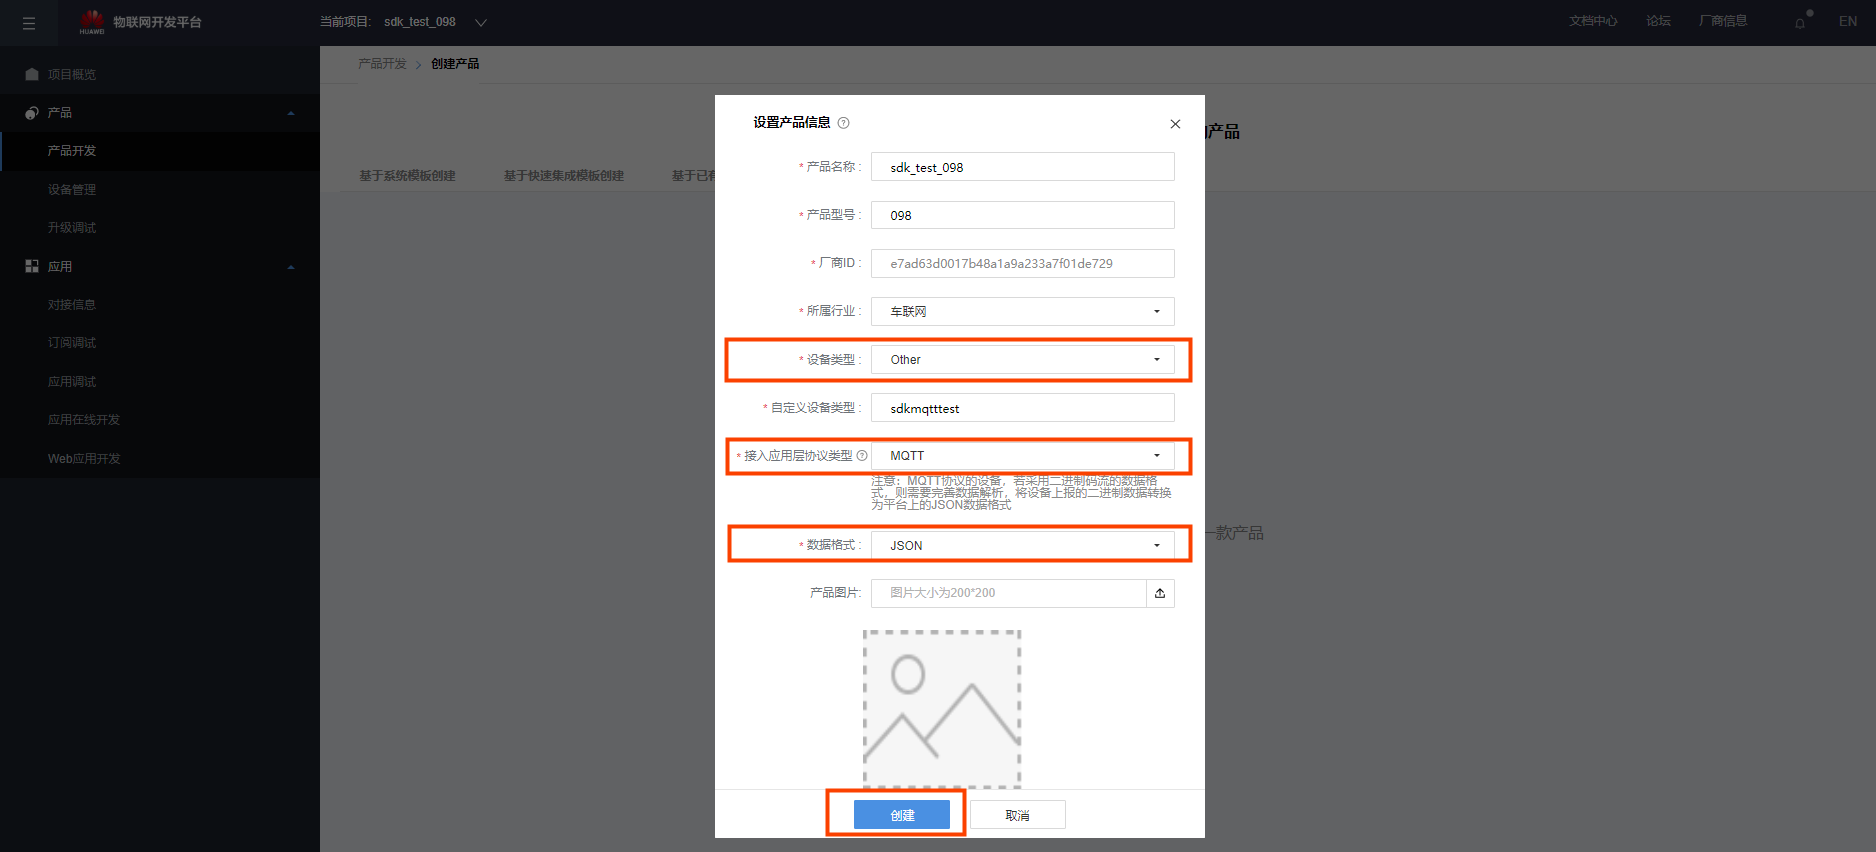 HUAWEI
物联网开发平台
当前项目: sdk_test_098
文档中心
论坛
厂商信息
EN
项目概览
产品
产品开发
设备管理
升级调试
应用
对接信息
订阅调试
应用调试
应用在线开发
Web应用开发
产品开发 > 创建产品
产品
基于系统模板创建
基于快速集成模板创建
基于已有
一款产品
设置产品信息
* 产品名称 : sdk_test_098
* 产品型号 : 098
* 厂商ID : e7ad63d0017b48a1a9a233a7f01de729
* 所属行业 : 车联网
* 设备类型 : Other
* 自定义设备类型 : sdkmqtttest
* 接入应用层协议类型 MQTT
注意：MQTT协议的设备，若采用二进制码流的数据格
式，则需要完善数据解析，将设备上报的二进制数据转换
为平台上的JSON数据格式
* 数据格式 : JSON
产品图片: 图片大小为200*200
创建
取消